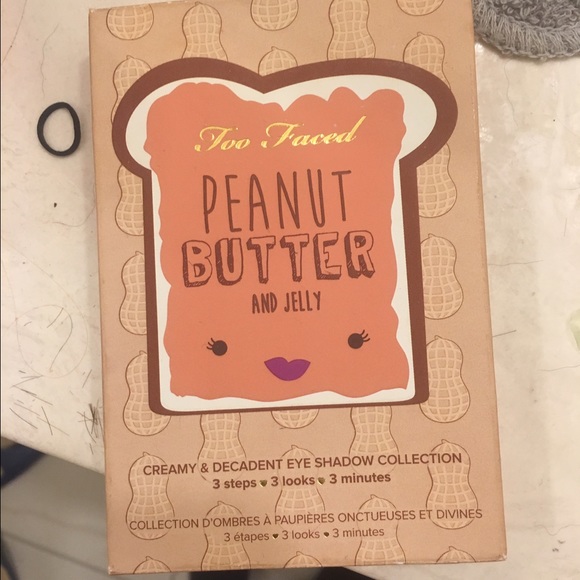 Too Faced
PEANUT
BUTTER
AND JELLY
CREAMY & DECADENT EYE SHADOW COLLECTION
3 steps ♥ 3 looks ♥ 3 minutes
COLLECTION D'OMBRES À PAUPIÈRES ONCTUEUSES ET DIVINES
3 étapes ♥ 3 looks ♥ 3 minutes